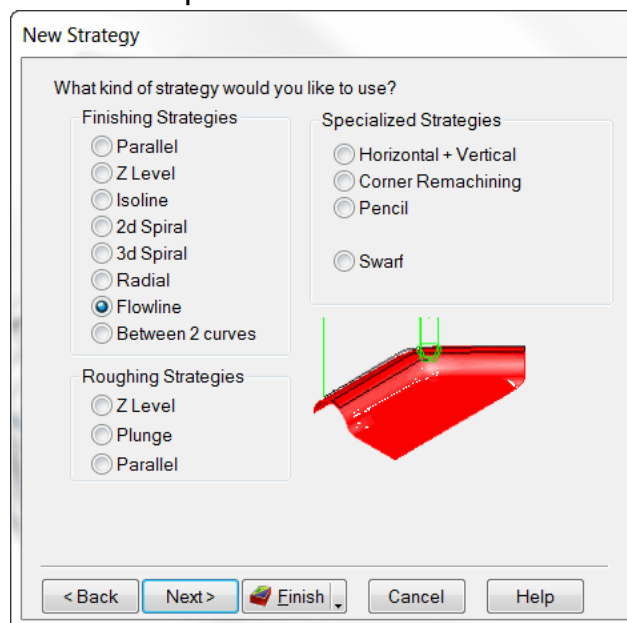 New Strategy
What kind of strategy would you like to use?
Finishing Strategies
Parallel
Z Level
Isoline
2d Spiral
3d Spiral
Radial
Flowline
Between 2 curves
Roughing Strategies
Z Level
Plunge
Parallel
Specialized Strategies
Horizontal + Vertical
Corner Remachining
Pencil
Swarf
< Back Next > Finish Cancel Help